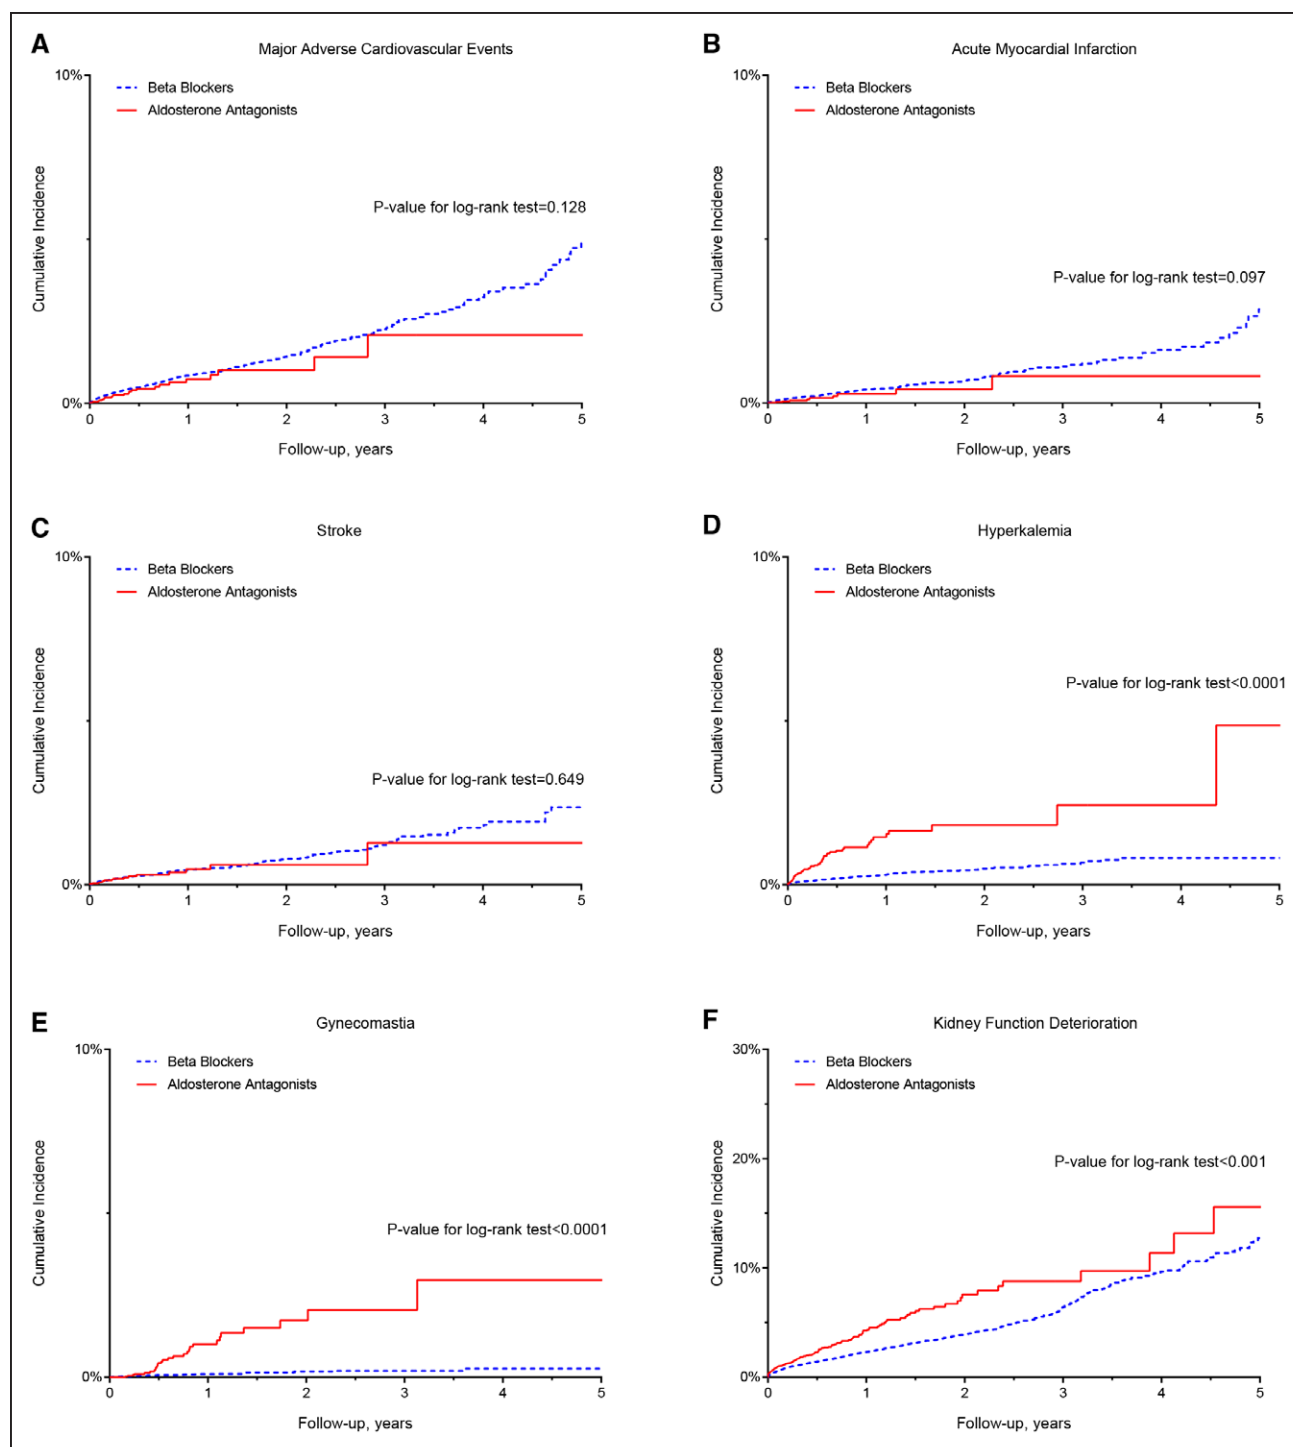 A
Major Adverse Cardiovascular Events
10%
Beta Blockers
Aldosterone Antagonists
P-value for log-rank test=0.128
Cumulative Incidence
0%
0 1 2 3 4 5
Follow-up, years
B
Acute Myocardial Infarction
10%
Beta Blockers
Aldosterone Antagonists
P-value for log-rank test=0.097
Cumulative Incidence
0%
0 1 2 3 4 5
Follow-up, years
C
Stroke
10%
Beta Blockers
Aldosterone Antagonists
P-value for log-rank test=0.649
Cumulative Incidence
0%
0 1 2 3 4 5
Follow-up, years
D
Hyperkalemia
10%
Beta Blockers
Aldosterone Antagonists
P-value for log-rank test<0.0001
Cumulative Incidence
0%
0 1 2 3 4 5
Follow-up, years
E
Gynecomastia
10%
Beta Blockers
Aldosterone Antagonists
P-value for log-rank test<0.0001
Cumulative Incidence
0%
0 1 2 3 4 5
Follow-up, years
F
Kidney Function Deterioration
30%
Beta Blockers
Aldosterone Antagonists
20%
P-value for log-rank test<0.001
Cumulative Incidence
10%
0%
0 1 2 3 4 5
Follow-up, years